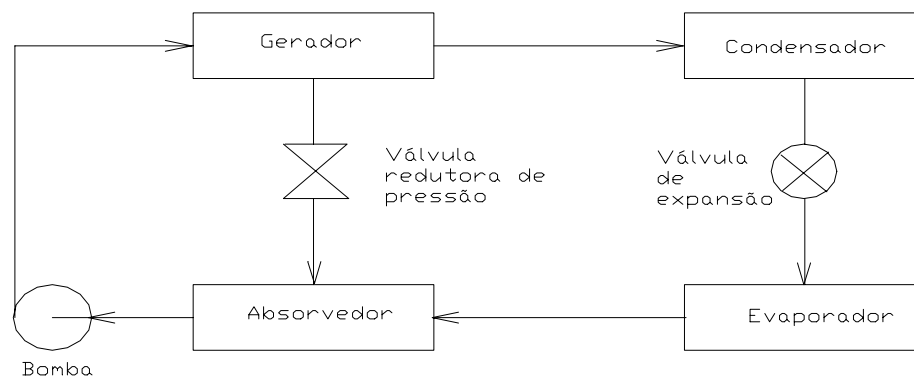 Gerador
Condensador
Válvula
redutora de
pressão
Válvula
de
expansão
Absorvedor
Evaporador
Bomba